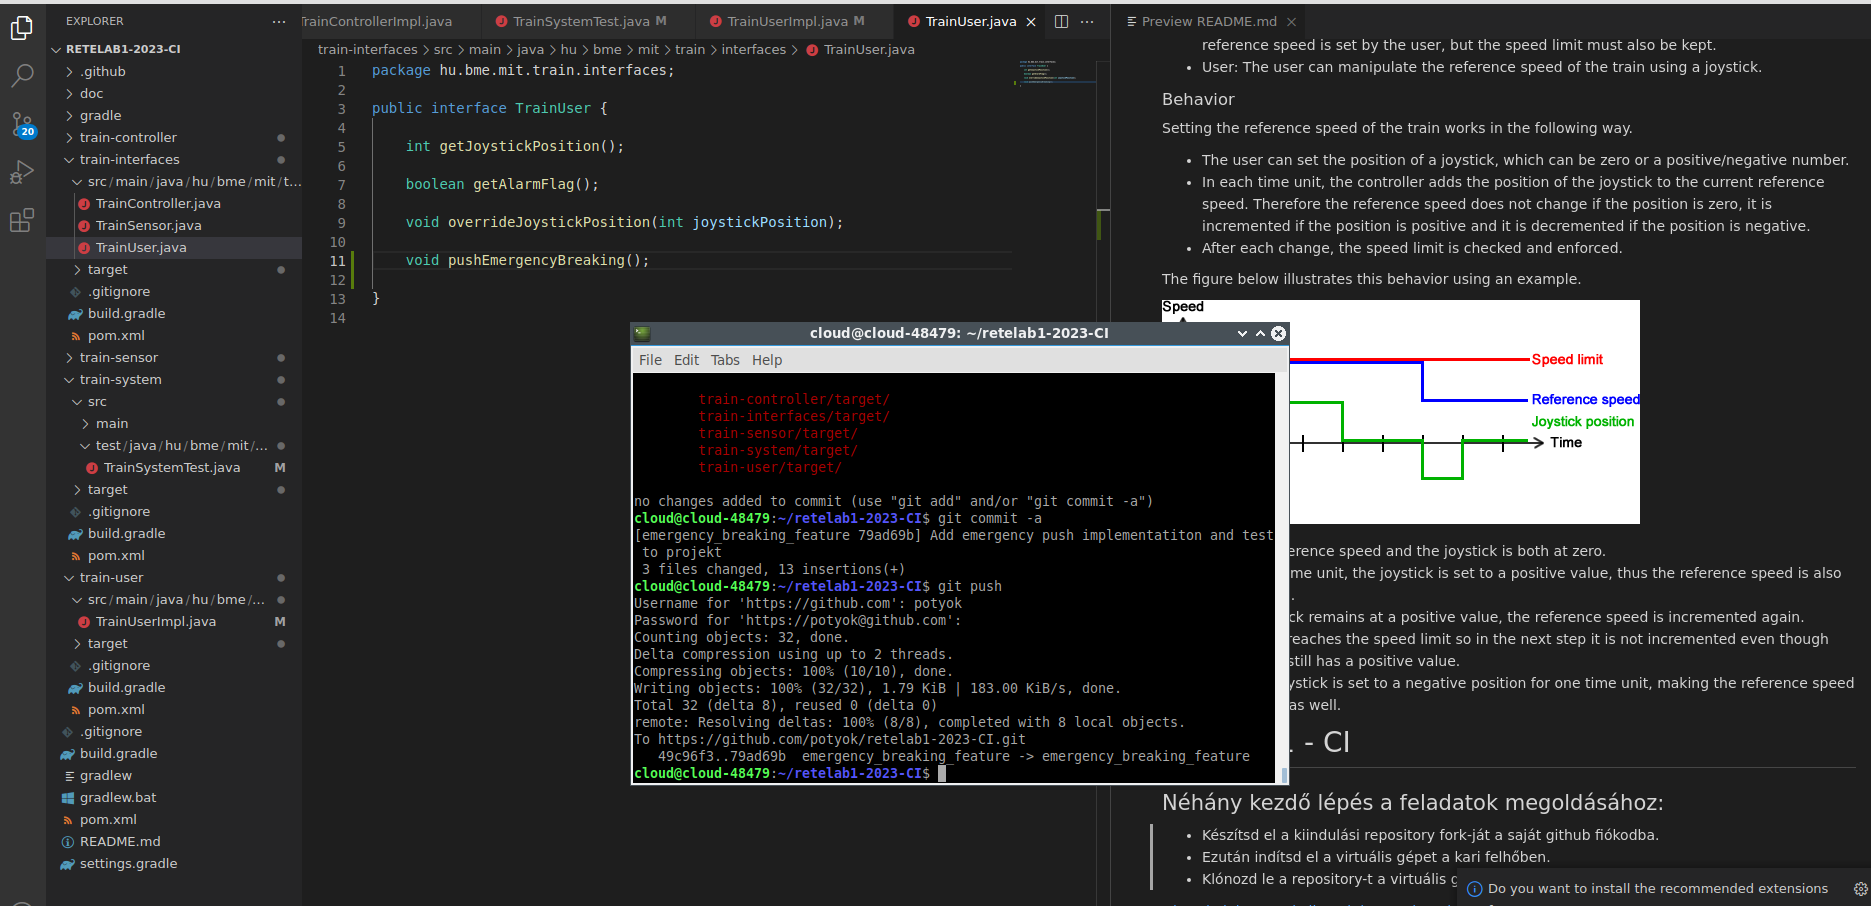 EXPLORER
RETELAB1-2023-CI
.github
doc
gradle
train-controller
train-interfaces
src/main/java/hu/bme/mit/t...
TrainController.java
TrainSensor.java
TrainUser.java
target
.gitignore
build.gradle
pom.xml
train-sensor
train-system
src
main
test/java/hu/bme/mit/...
TrainSystemTest.java M
target
.gitignore
build.gradle
pom.xml
train-user
src/main/java/hu/bme/...
TrainUserImpl.java M
target
.gitignore
build.gradle
pom.xml
.gitignore
build.gradle
gradlew
gradlew.bat
pom.xml
README.md
settings.gradle
20
TrainControllerImpl.java
TrainSystemTest.java M
TrainUserImpl.java M
TrainUser.java
train-interfaces > src > main > java > hu > bme > mit > train > interfaces > TrainUser.java
1 package hu.bme.mit.train.interfaces;
2
3 public interface TrainUser {
4
5 int getJoystickPosition();
6
7 boolean getAlarmFlag();
8
9 void overrideJoystickPosition(int joystickPosition);
10
11 void pushEmergencyBreaking();
12
13 }
14
cloud@cloud-48479: ~/retelab1-2023-CI
File Edit Tabs Help
train-controller/target/
train-interfaces/target/
train-sensor/target/
train-system/target/
train-user/target/
no changes added to commit (use "git add" and/or "git commit -a")
cloud@cloud-48479:~/retelab1-2023-CI$ git commit -a
[emergency_breaking_feature 79ad69b] Add emergency push implementatiton and test
to projekt
3 files changed, 13 insertions(+)
cloud@cloud-48479:~/retelab1-2023-CI$ git push
Username for 'https://github.com': potyok
Password for 'https://potyok@github.com':
Counting objects: 32, done.
Delta compression using up to 2 threads.
Compressing objects: 100% (10/10), done.
Writing objects: 100% (32/32), 1.79 KiB | 183.00 KiB/s, done.
Total 32 (delta 8), reused 0 (delta 0)
remote: Resolving deltas: 100% (8/8), completed with 8 local objects.
To https://github.com/potyok/retelab1-2023-CI.git
49c96f3..79ad69b emergency_breaking_feature -> emergency_breaking_feature
cloud@cloud-48479:~/retelab1-2023-CI$
Preview README.md
reference speed is set by the user, but the speed limit must also be kept.
• User: The user can manipulate the reference speed of the train using a joystick.
Behavior
Setting the reference speed of the train works in the following way.
• The user can set the position of a joystick, which can be zero or a positive/negative number.
• In each time unit, the controller adds the position of the joystick to the current reference
speed. Therefore the reference speed does not change if the position is zero, it is
incremented if the position is positive and it is decremented if the position is negative.
• After each change, the speed limit is checked and enforced.
The figure below illustrates this behavior using an example.
Speed
Speed limit
Reference speed
Joystick position
Time
erence speed and the joystick is both at zero.
me unit, the joystick is set to a positive value, thus the reference speed is also
.
ck remains at a positive value, the reference speed is incremented again.
reaches the speed limit so in the next step it is not incremented even though
still has a positive value.
ystick is set to a negative position for one time unit, making the reference speed
as well.
. - CI
Néhány kezdő lépés a feladatok megoldásához:
• Készítsd el a kiindulási repository fork-ját a saját github fiókodba.
• Ezután indítsd el a virtuális gépet a kari felhőben.
• Klónozd le a repository-t a virtuális g
Do you want to install the recommended extensions